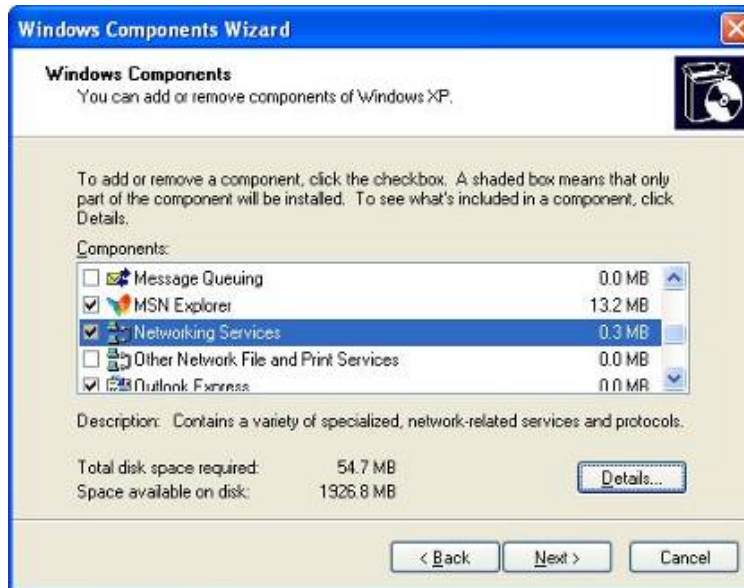 Windows Components Wizard
Windows Components
You can add or remove components of Windows XP.
To add or remove a component, click the checkbox. A shaded box means that only
part of the component will be installed. To see what's included in a component, click
Details.
Components:
Message Queuing 0.0 MB
MSN Explorer 13.2 MB
Networking Services 0.3 MB
Other Network File and Print Services 0.0 MB
Outlook Express 0.0 MB
Description: Contains a variety of specialized, network-related services and protocols.
Total disk space required: 54.7 MB
Space available on disk: 1926.8 MB
Details...
< Back Next > Cancel